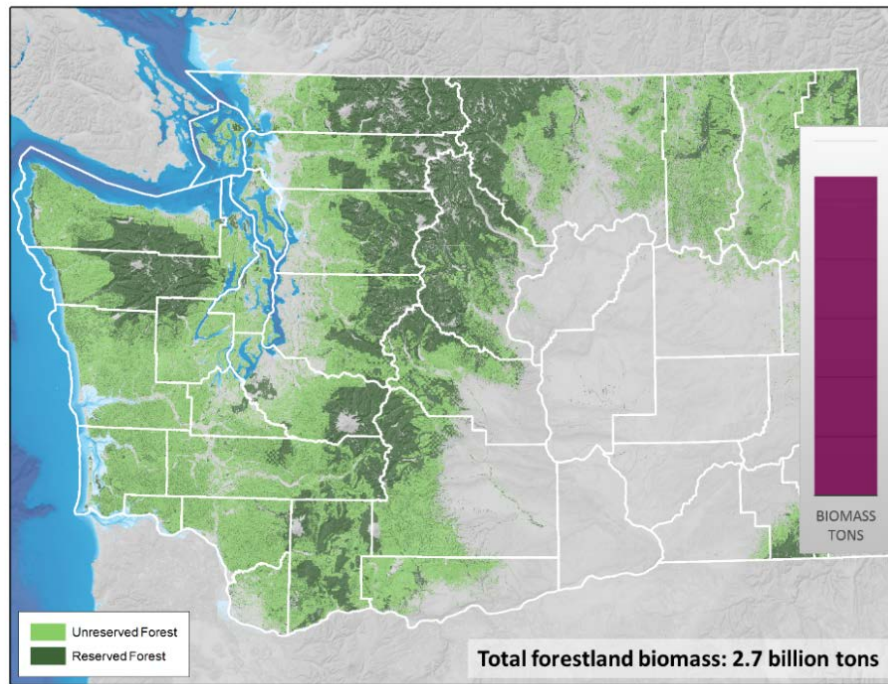 BIOMASS
TONS
Unreserved Forest
Reserved Forest
Total forestland biomass: 2.7 billion tons